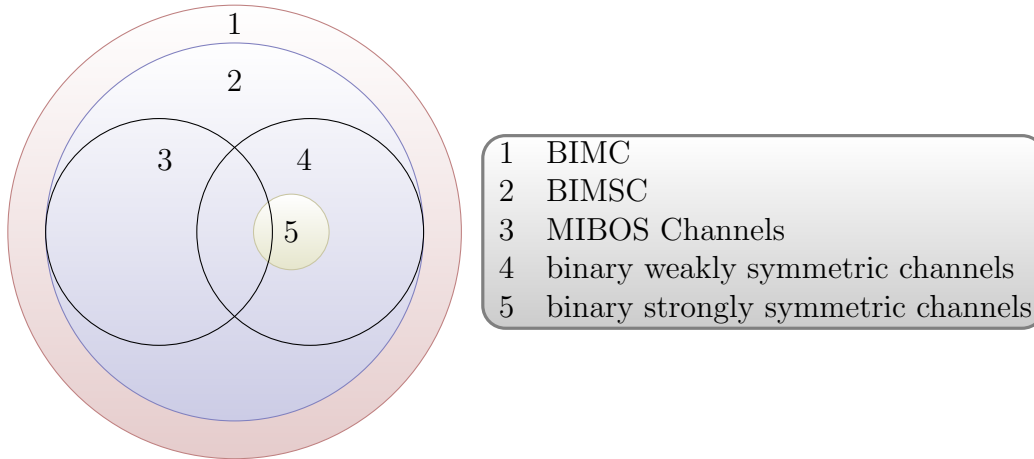 1
2
3
4
5
1 BIMC
2 BIMSC
3 MIBOS Channels
4 binary weakly symmetric channels
5 binary strongly symmetric channels